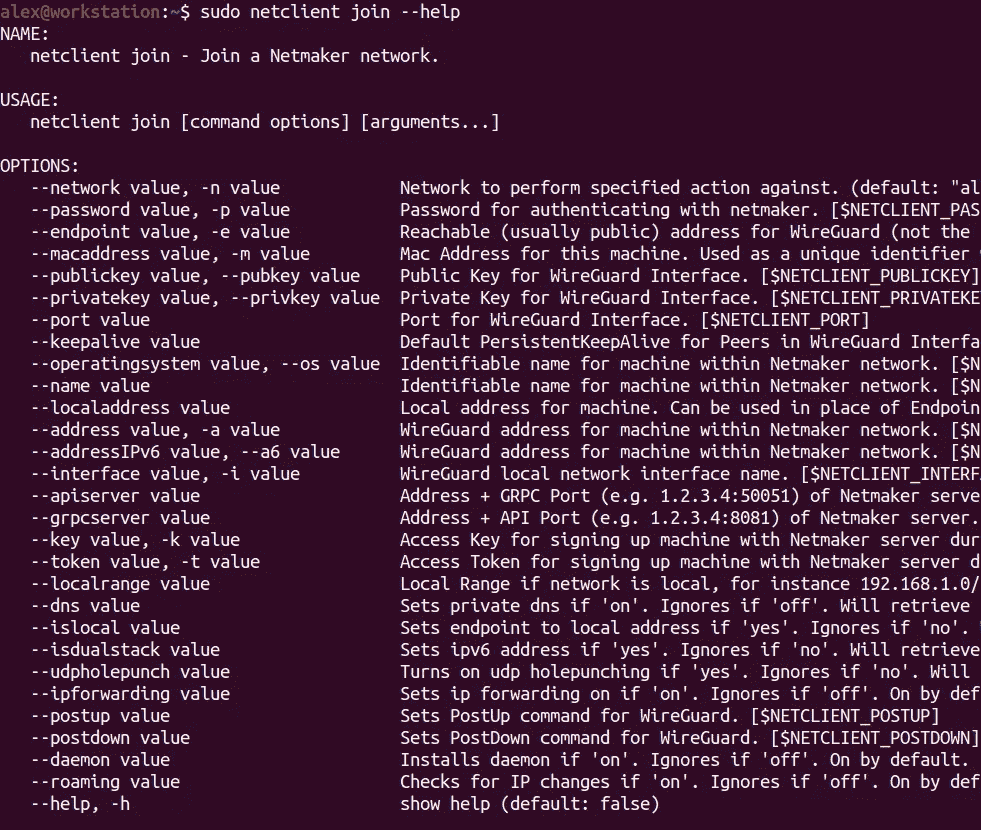 alex@workstation:~$ sudo netclient join --help
NAME:
   netclient join - Join a Netmaker network.

USAGE:
   netclient join [command options] [arguments...]

OPTIONS:
   --network value, -n value            Network to perform specified action against. (default: "al
   --password value, -p value           Password for authenticating with netmaker. [$NETCLIENT_PAS
   --endpoint value, -e value           Reachable (usually public) address for WireGuard (not the
   --macaddress value, -m value         Mac Address for this machine. Used as a unique identifier
   --publickey value, --pubkey value    Public Key for WireGuard Interface. [$NETCLIENT_PUBLICKEY]
   --privatekey value, --privkey value  Private Key for WireGuard Interface. [$NETCLIENT_PRIVATEKE
   --port value                         Port for WireGuard Interface. [$NETCLIENT_PORT]
   --keepalive value                    Default PersistentKeepAlive for Peers in WireGuard Interfa
   --operatingsystem value, --os value  Identifiable name for machine within Netmaker network. [$N
   --name value                         Identifiable name for machine within Netmaker network. [$N
   --localaddress value                 Local address for machine. Can be used in place of Endpoin
   --address value, -a value            WireGuard address for machine within Netmaker network. [$N
   --addressIPv6 value, --a6 value      WireGuard address for machine within Netmaker network. [$N
   --interface value, -i value          WireGuard local network interface name. [$NETCLIENT_INTERF
   --apiserver value                    Address + GRPC Port (e.g. 1.2.3.4:50051) of Netmaker serve
   --grpcserver value                   Address + API Port (e.g. 1.2.3.4:8081) of Netmaker server.
   --key value, -k value                Access Key for signing up machine with Netmaker server dur
   --token value, -t value              Access Token for signing up machine with Netmaker server d
   --localrange value                   Local Range if network is local, for instance 192.168.1.0/
   --dns value                          Sets private dns if 'on'. Ignores if 'off'. Will retrieve
   --islocal value                      Sets endpoint to local address if 'yes'. Ignores if 'no'.
   --isdualstack value                  Sets ipv6 address if 'yes'. Ignores if 'no'. Will retrieve
   --udpholepunch value                 Turns on udp holepunching if 'yes'. Ignores if 'no'. Will
   --ipforwarding value                 Sets ip forwarding on if 'on'. Ignores if 'off'. On by def
   --postup value                       Sets PostUp command for WireGuard. [$NETCLIENT_POSTUP]
   --postdown value                     Sets PostDown command for WireGuard. [$NETCLIENT_POSTDOWN]
   --daemon value                       Installs daemon if 'on'. Ignores if 'off'. On by default.
   --roaming value                      Checks for IP changes if 'on'. Ignores if 'off'. On by def
   --help, -h                           show help (default: false)